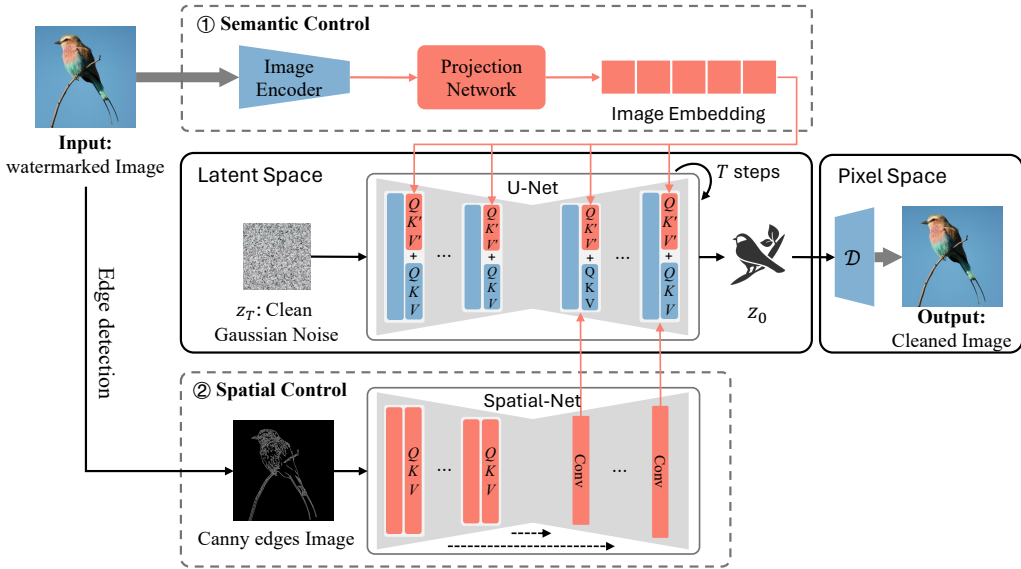 ① Semantic Control
Image
Encoder
Projection
Network
Image Embedding
Input:
watermarked Image
Latent Space
U-Net
T steps
Pixel Space
Q
K'
V'
+
Q
K
V
...
Q
K'
V'
+
Q
K
V
Q
K'
V'
+
Q
K
V
...
Q
K'
V'
+
Q
K
V
z_T: Clean
Gaussian Noise
z_0
𝒟
Output:
Cleaned Image
Edge detection
② Spatial Control
Spatial-Net
Q
K
V
...
Q
K
V
Conv
...
Conv
Canny edges Image